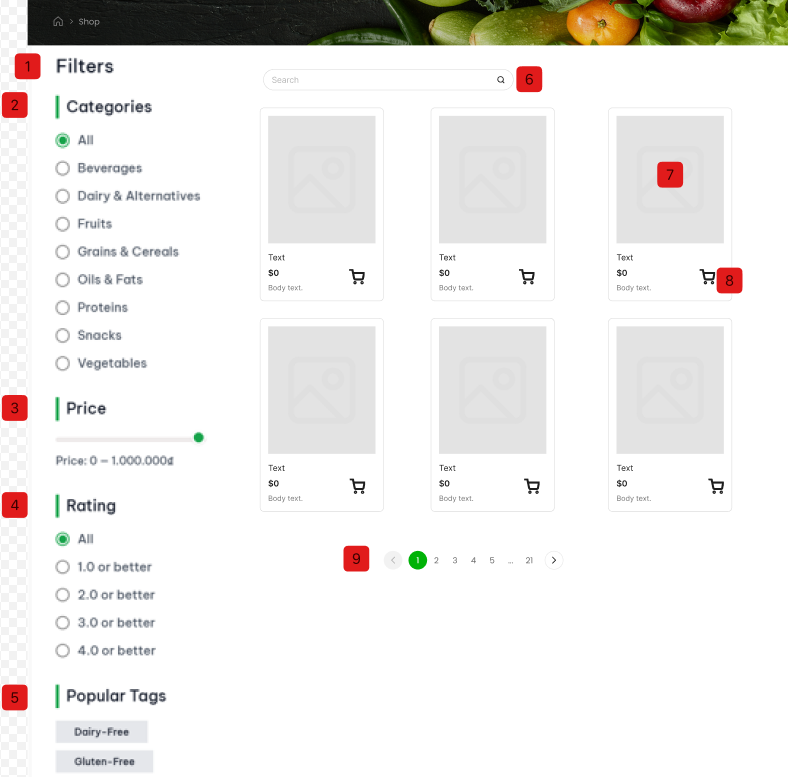 Shop
1
Filters
2
Categories
All
Beverages
Dairy & Alternatives
Fruits
Grains & Cereals
Oils & Fats
Proteins
Snacks
Vegetables
3
Price
Price: 0 – 1.000.000₫
4
Rating
All
1.0 or better
2.0 or better
3.0 or better
4.0 or better
5
Popular Tags
Dairy-Free
Gluten-Free
Search
6
7
Text
$0
Body text.
Text
$0
Body text.
Text
$0
Body text.
8
Text
$0
Body text.
Text
$0
Body text.
Text
$0
Body text.
9
< 1 2 3 4 5 ... 21 >